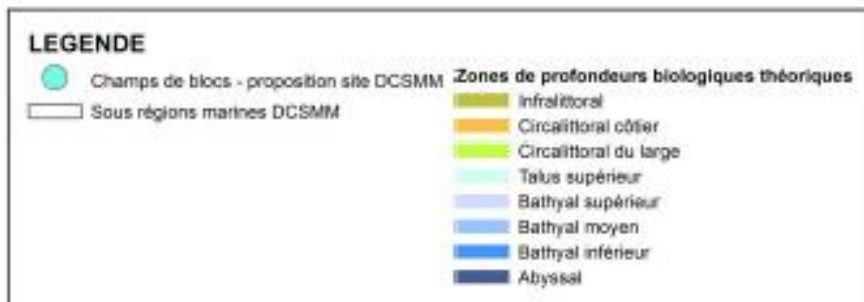 LEGENDE
Champs de blocs - proposition site DCSMM
Sous régions marines DCSMM
Zones de profondeurs biologiques théoriques
Infralittoral
Circalittoral côtier
Circalittoral du large
Talus supérieur
Bathyal supérieur
Bathyal moyen
Bathyal inférieur
Abyssal